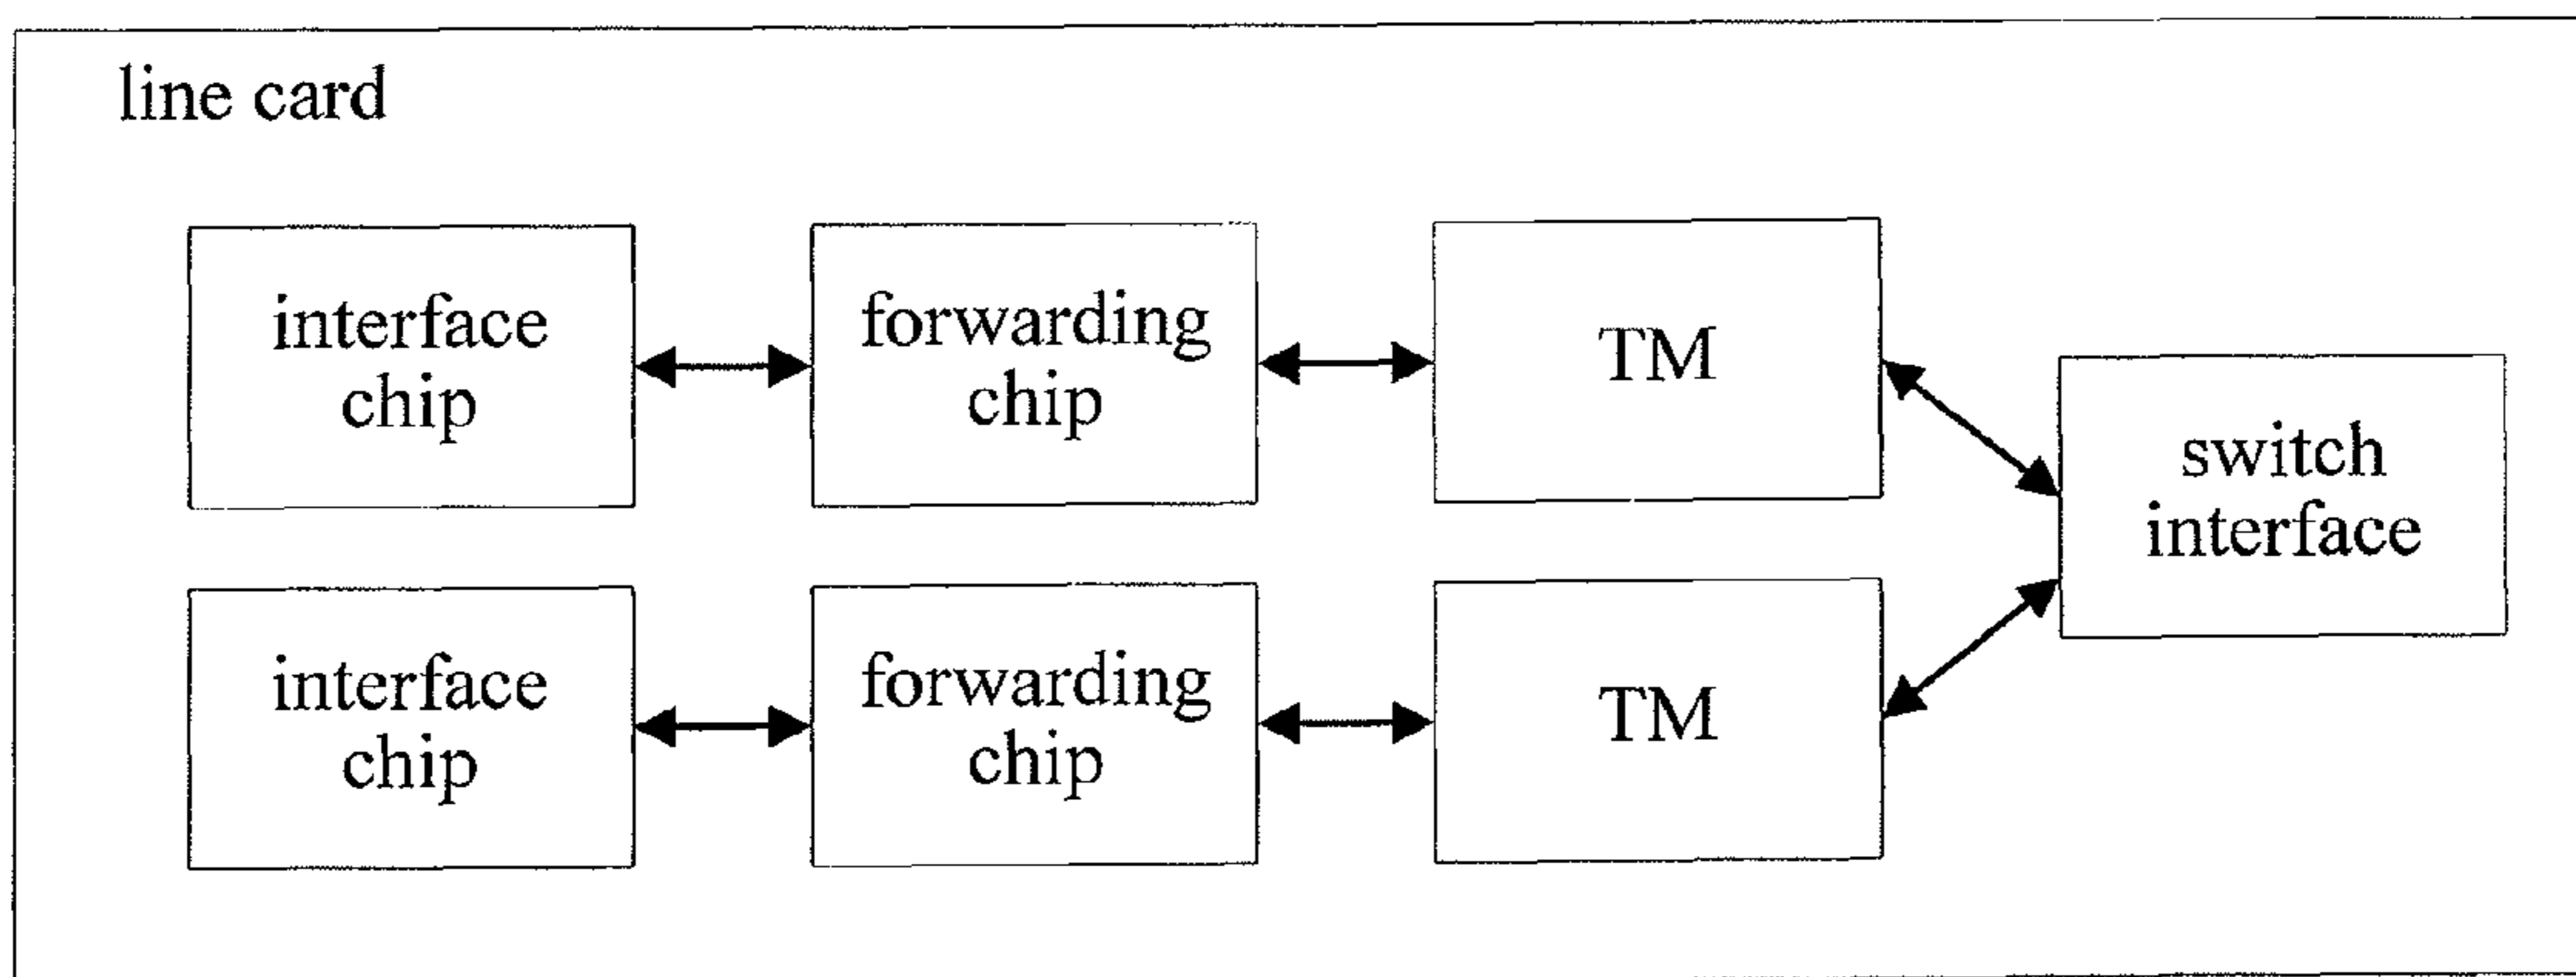 line card
interface
chip
forwarding
chip
TM
switch
interface
interface
chip
forwarding
chip
TM